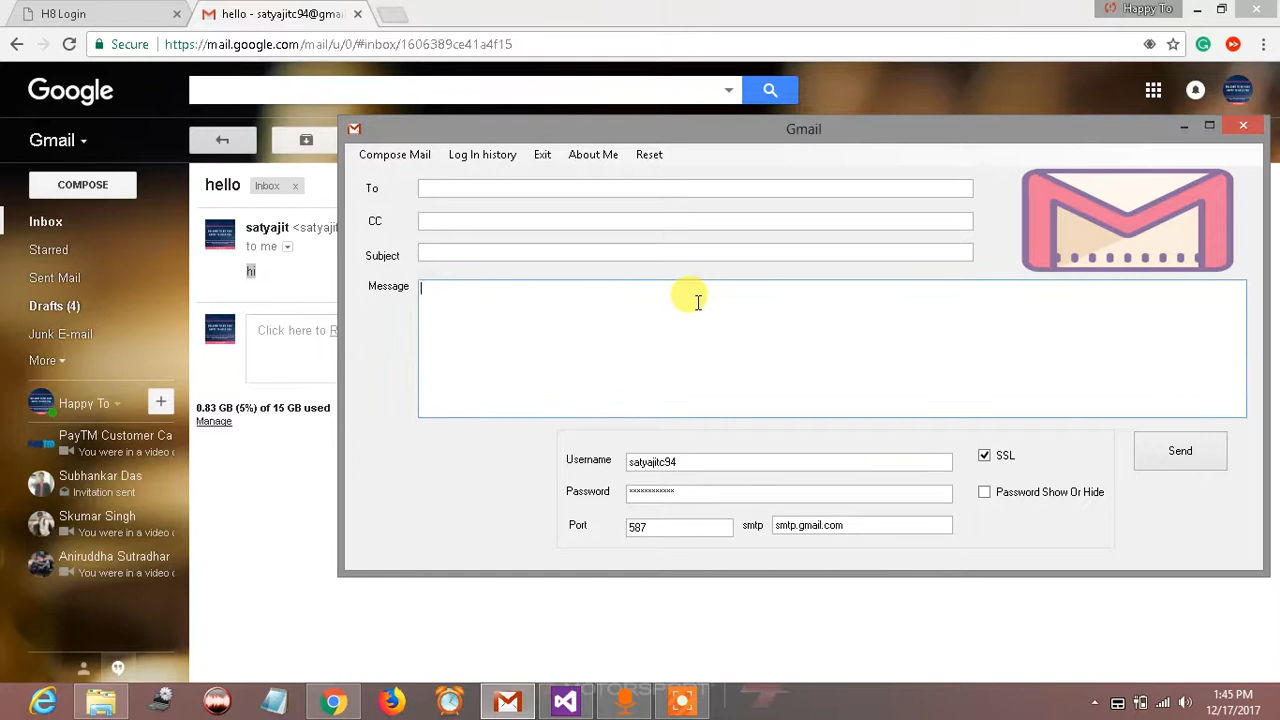 H8 Login
hello - satyajitc94@gmai
Happy To
Secure
https://mail.google.com/mail/u/0/#inbox/1606389ce41a4f15
Google
Gmail
Gmail
Compose Mail
Log In history
Exit
About Me
Reset
COMPOSE
hello
Inbox
x
To
Inbox
CC
satyajit <satyajit
Starred
to me
Subject
Sent Mail
hi
Message
Drafts (4)
Junk E-mail
Click here to R
More
Happy To
0.83 GB (5%) of 15 GB used
Manage
PayTM Customer Ca
You were in a video c
Username
satyajitc94
SSL
Send
Subhankar Das
Invitation sent
Password
************
Password Show Or Hide
Skumar Singh
You were in a video c
Port
587
smtp
smtp.gmail.com
Aniruddha Sutradhar
You were in a video c
1:45 PM
12/17/2017